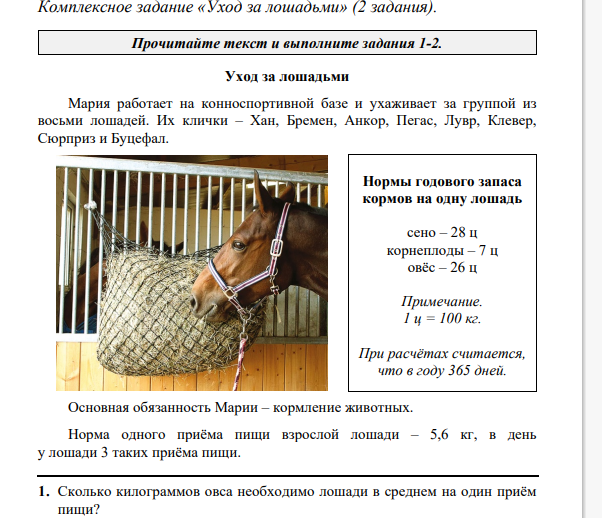 Комплексное задание «Уход за лошадьми» (2 задания).
Прочитайте текст и выполните задания 1-2.
Уход за лошадьми
Мария работает на конноспортивной базе и ухаживает за группой из
восьми лошадей. Их клички – Хан, Бремен, Анкор, Пегас, Лувр, Клевер,
Сюрприз и Буцефал.
Нормы годового запаса
кормов на одну лошадь
сено – 28 ц
корнеплоды – 7 ц
овёс – 26 ц
Примечание.
1 ц = 100 кг.
При расчётах считается,
что в году 365 дней.
Основная обязанность Марии – кормление животных.
Норма одного приёма пищи взрослой лошади – 5,6 кг, в день
у лошади 3 таких приёма пищи.
1. Сколько килограммов овса необходимо лошади в среднем на один приём
пищи?